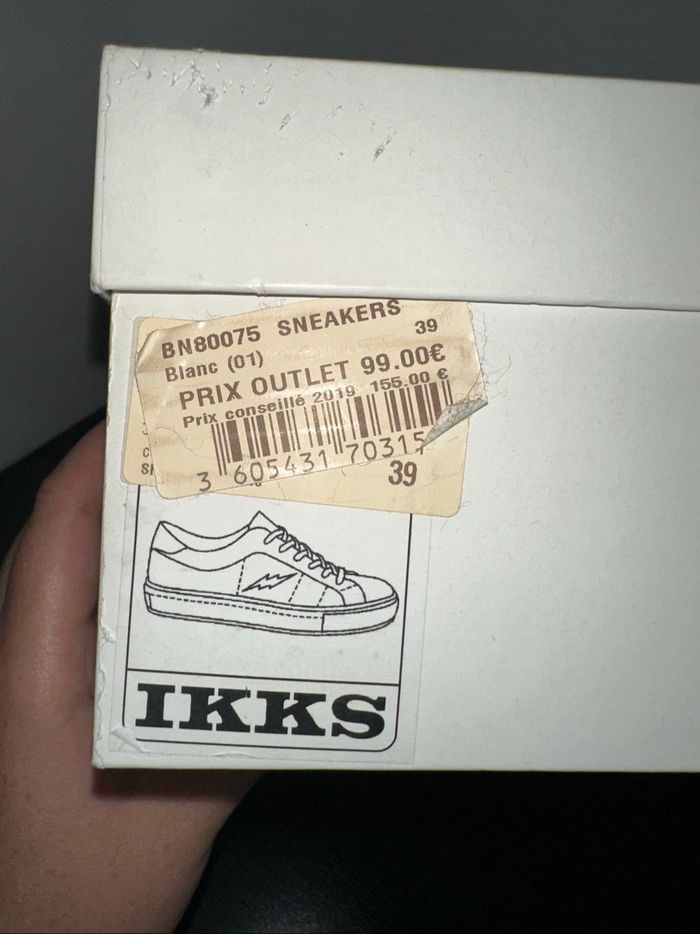 BN80075 SNEAKERS
39
Blanc (01)
PRIX OUTLET 99.00€
Prix conseillé 2019 155.00 €
3 605431 70315
39
IKKS